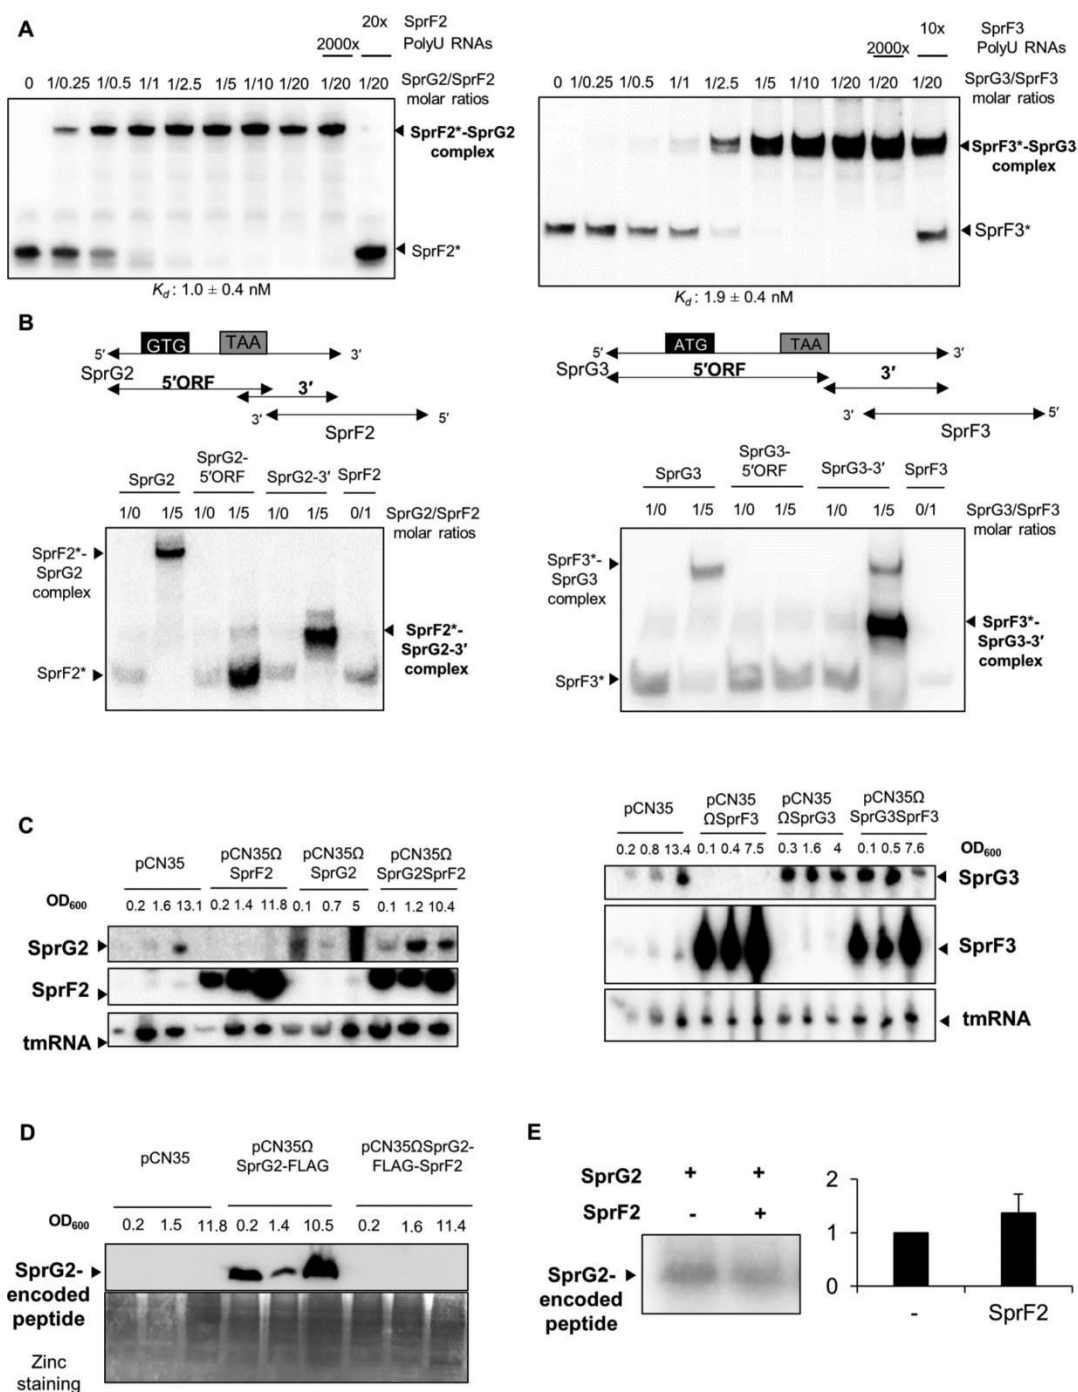 A
20x SprF2
2000x PolyU RNAs
0 1/0.25 1/0.5 1/1 1/2.5 1/5 1/10 1/20 1/20 1/20 SprG2/SprF2
molar ratios
SprF2*-SprG2
complex
SprF2*
Kd : 1.0 ± 0.4 nM
10x SprF3
2000x PolyU RNAs
0 1/0.25 1/0.5 1/1 1/2.5 1/5 1/10 1/20 1/20 1/20 SprG3/SprF3
molar ratios
SprF3*-SprG3
complex
SprF3*
Kd : 1.9 ± 0.4 nM
B
GTG TAA
5′ 3′
SprG2
5′ORF 3′
3′ 5′
SprF2
SprG2 SprG2-5′ORF SprG2-3′ SprF2
1/0 1/5 1/0 1/5 1/0 1/5 0/1 SprG2/SprF2
molar ratios
SprF2*-
SprG2
complex
SprF2*
SprF2*-
SprG2-3′
complex
ATG TAA
5′ 3′
SprG3
5′ORF 3′
3′ 5′
SprF3
SprG3 SprG3-5′ORF SprG3-3′ SprF3
1/0 1/5 1/0 1/5 1/0 1/5 0/1 SprG3/SprF3
molar ratios
SprF3*-
SprG3
complex
SprF3*
SprF3*-
SprG3-3′
complex
C
pCN35 pCN35Ω SprF2 pCN35Ω SprG2 pCN35Ω SprG2SprF2
OD600 0.2 1.6 13.1 0.2 1.4 11.8 0.1 0.7 5 0.1 1.2 10.4
SprG2
SprF2
tmRNA
pCN35 pCN35 ΩSprF3 pCN35 ΩSprG3 pCN35Ω SprG3SprF3
0.2 0.8 13.4 0.1 0.4 7.5 0.3 1.6 4 0.1 0.5 7.6 OD600
SprG3
SprF3
tmRNA
D
pCN35 pCN35Ω SprG2-FLAG pCN35ΩSprG2-FLAG-SprF2
OD600 0.2 1.5 11.8 0.2 1.4 10.5 0.2 1.6 11.4
SprG2-
encoded
peptide
Zinc
staining
E
SprG2 + +
SprF2 - +
SprG2-
encoded
peptide
2
1
0
- SprF2